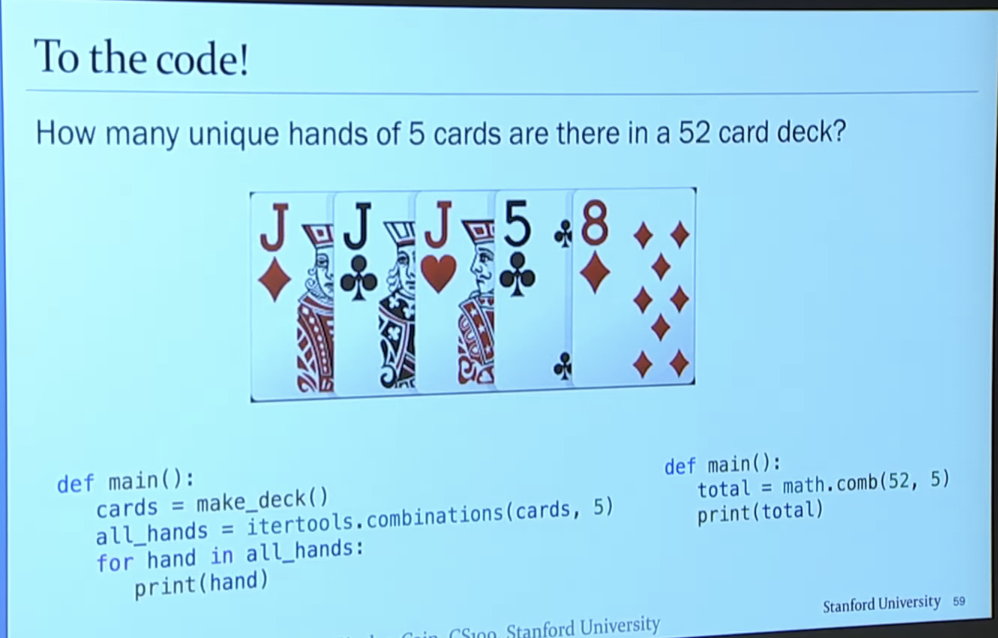 To the code!
How many unique hands of 5 cards are there in a 52 card deck?
J J J 5 8
def main():
cards = make_deck()
all_hands = itertools.combinations(cards, 5)
for hand in all_hands:
print(hand)
def main():
total = math.comb(52, 5)
print(total)
Stanford University 59
Stanford University